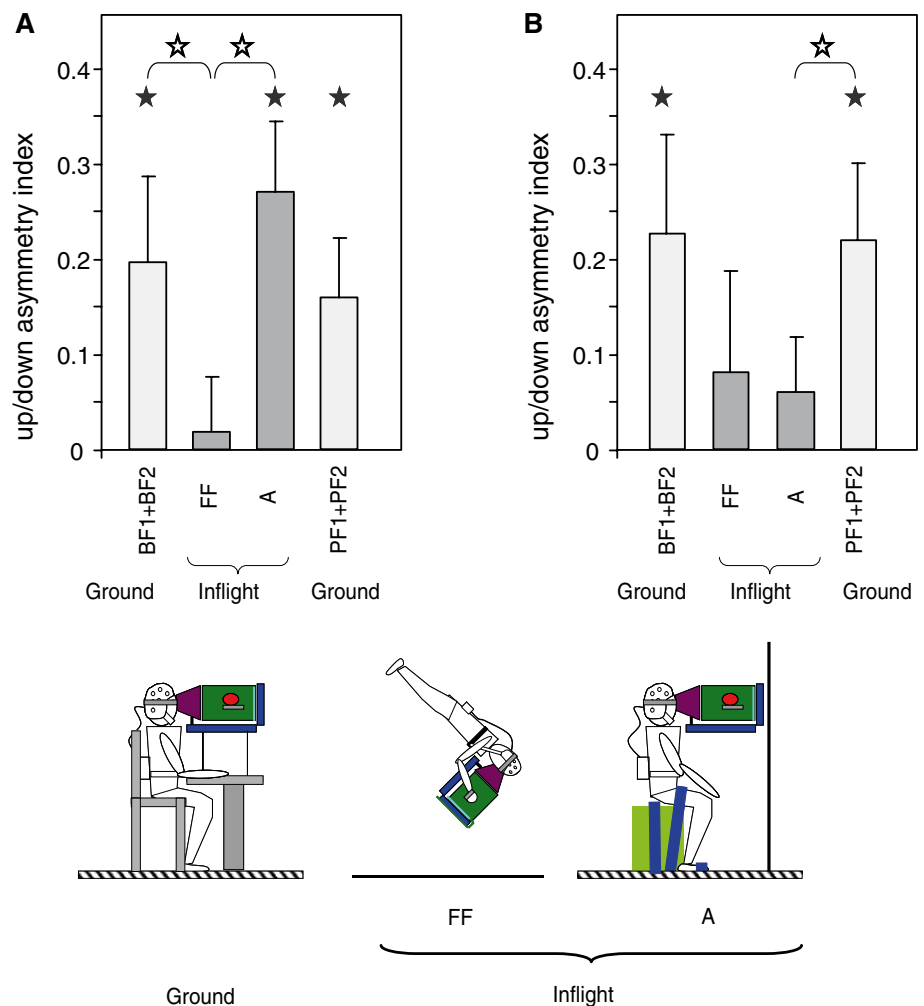 A
B
up/down asymmetry index
0.4
0.3
0.2
0.1
0
BF1+BF2
FF
A
PF1+PF2
Ground
Inflight
Ground
up/down asymmetry index
0.4
0.3
0.2
0.1
0
BF1+BF2
FF
A
PF1+PF2
Ground
Inflight
Ground
FF
A
Ground
Inflight